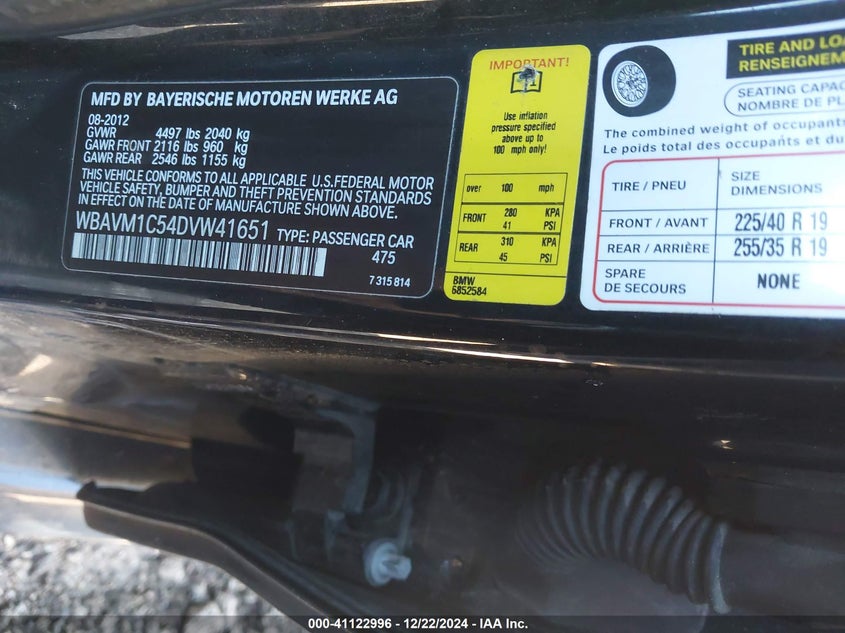 MFD BY BAYERISCHE MOTOREN WERKE AG
08-2012
GVWR 4497 lbs 2040 kg
GAWR FRONT 2116 lbs 960 kg
GAWR REAR 2546 lbs 1155 kg
THIS VEHICLE CONFORMS TO ALL APPLICABLE U.S.FEDERAL MOTOR
VEHICLE SAFETY, BUMPER AND THEFT PREVENTION STANDARDS
IN EFFECT ON THE DATE OF MANUFACTURE SHOWN ABOVE.
WBAVM1C54DVW41651 TYPE: PASSENGER CAR
475
7 315 814
IMPORTANT!
Use inflation
pressure specified
above up to
100 mph only!
over 100 mph
FRONT 280 KPA
41 PSI
REAR 310 KPA
45 PSI
BMW
6852584
TIRE AND LOA
RENSEIGNEM
SEATING CAPAC
NOMBRE DE PL
The combined weight of occupants
Le poids total des occupants et du
TIRE / PNEU SIZE
DIMENSIONS
FRONT / AVANT 225/40 R 19
REAR / ARRIÈRE 255/35 R 19
SPARE
DE SECOURS NONE
000-41122996 - 12/22/2024 - IAA Inc.